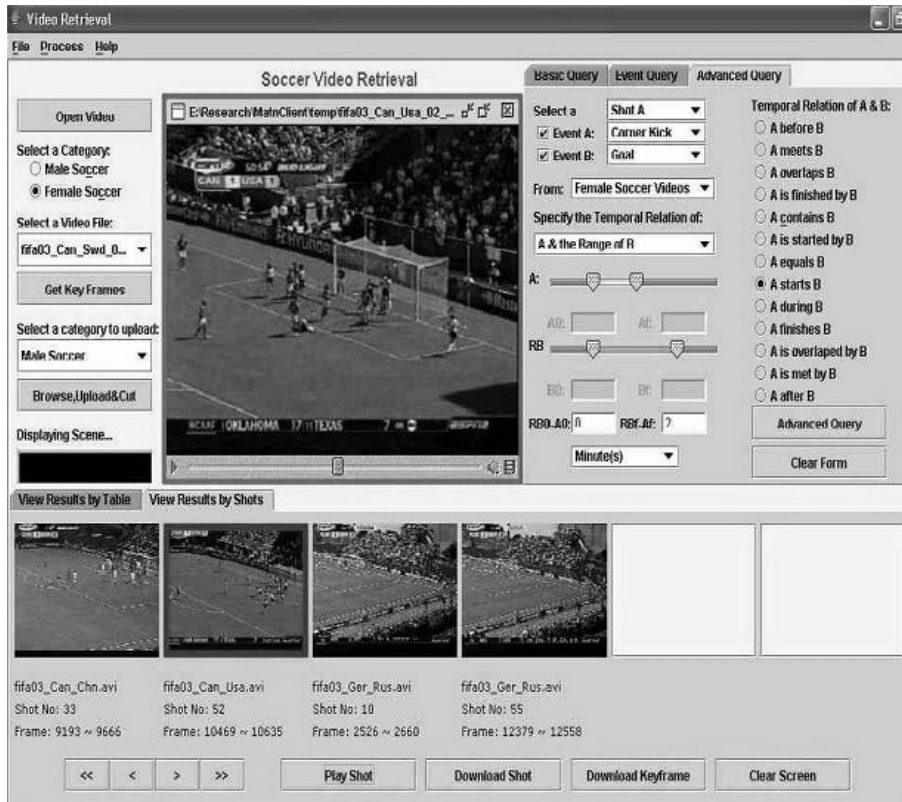 Video Retrieval
File Process Help
Soccer Video Retrieval
Open Video
Select a Category:
Male Soccer
Female Soccer
Select a Video File:
fifa03_Can_Swd_0...
Get Key Frames
Select a category to upload:
Male Soccer
Browse,Upload&Cut
Displaying Scene...
E:\Research\MainClient\temp\fifa03_Can_Usa_02_...
CAN 1 USA 1
OKLAHOMA 17 TEXAS 7
Basic Query Event Query Advanced Query
Select a Shot A
Event A: Corner Kick
Event B: Goal
From: Female Soccer Videos
Specify the Temporal Relation of:
A & the Range of B
A:
A0: Af:
RB
B0: Bf:
RB0-A0: 0 RBf-Af: 2
Minute(s)
Temporal Relation of A & B:
A before B
A meets B
A overlaps B
A is finished by B
A contains B
A is started by B
A equals B
A starts B
A during B
A finishes B
A is overlaped by B
A is met by B
A after B
Advanced Query
Clear Form
View Results by Table View Results by Shots
fifa03_Can_Chn.avi
Shot No: 33
Frame: 9193 ~ 9666
fifa03_Can_Usa.avi
Shot No: 52
Frame: 10469 ~ 10635
fifa03_Ger_Rus.avi
Shot No: 10
Frame: 2526 ~ 2660
fifa03_Ger_Rus.avi
Shot No: 55
Frame: 12379 ~ 12558
<< < > >> Play Shot Download Shot Download Keyframe Clear Screen